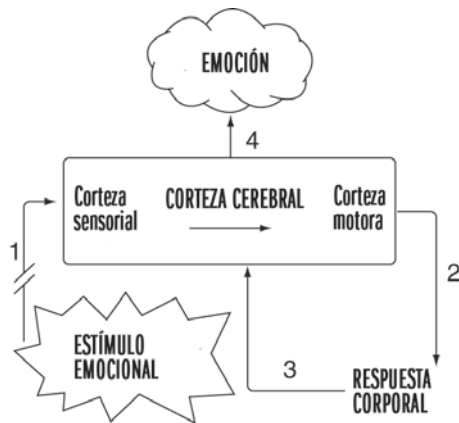 EMOCIÓN
4
Corteza
sensorial
CORTEZA CEREBRAL
Corteza
motora
1
2
ESTÍMULO
EMOCIONAL
3
RESPUESTA
CORPORAL